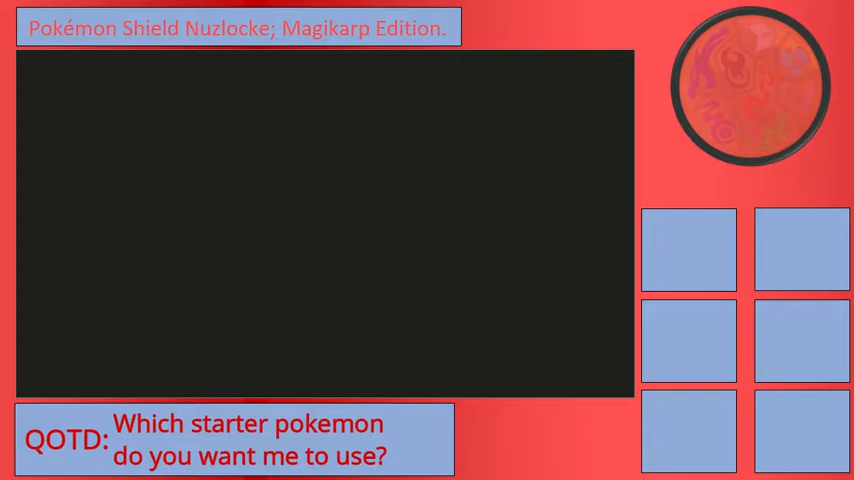 Pokémon Shield Nuzlocke; Magikarp Edition.
QOTD: Which starter pokemon
do you want me to use?